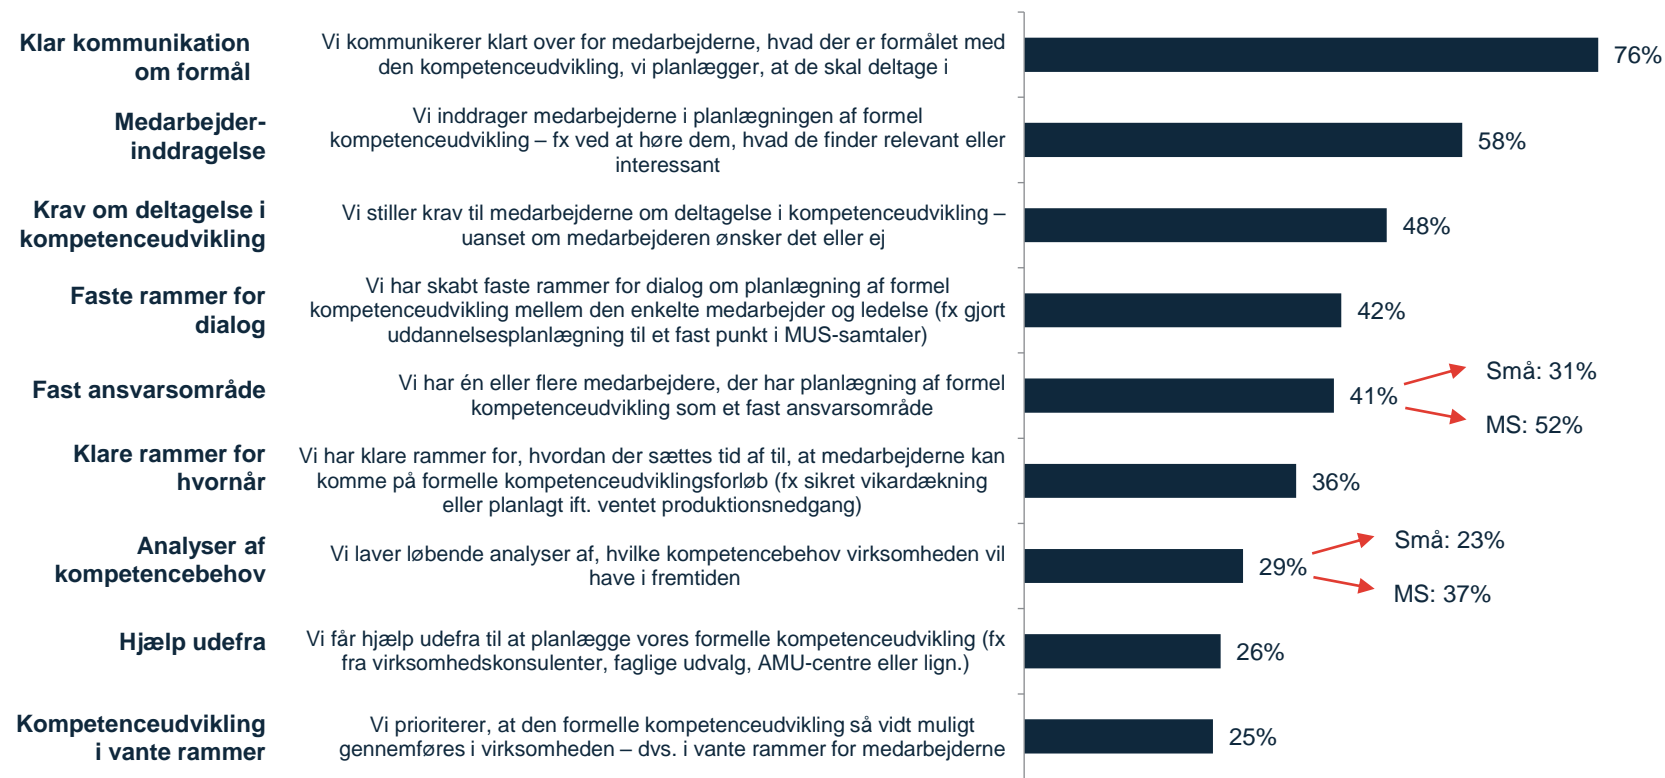 Klar kommunikation
om formål
Vi kommunikerer klart over for medarbejderne, hvad der er formålet med
den kompetenceudvikling, vi planlægger, at de skal deltage i
76%
Medarbejder-
inddragelse
Vi inddrager medarbejderne i planlægningen af formel
kompetenceudvikling – fx ved at høre dem, hvad de finder relevant eller
interessant
58%
Krav om deltagelse i
kompetenceudvikling
Vi stiller krav til medarbejderne om deltagelse i kompetenceudvikling –
uanset om medarbejderen ønsker det eller ej
48%
Faste rammer for
dialog
Vi har skabt faste rammer for dialog om planlægning af formel
kompetenceudvikling mellem den enkelte medarbejder og ledelse (fx gjort
uddannelsesplanlægning til et fast punkt i MUS-samtaler)
42%
Fast ansvarsområde
Vi har én eller flere medarbejdere, der har planlægning af formel
kompetenceudvikling som et fast ansvarsområde
41%
Små: 31%
MS: 52%
Klare rammer for
hvornår
Vi har klare rammer for, hvordan der sættes tid af til, at medarbejderne kan
komme på formelle kompetenceudviklingsforløb (fx sikret vikardækning
eller planlagt ift. ventet produktionsnedgang)
36%
Analyser af
kompetencebehov
Vi laver løbende analyser af, hvilke kompetencebehov virksomheden vil
have i fremtiden
29%
Små: 23%
MS: 37%
Hjælp udefra
Vi får hjælp udefra til at planlægge vores formelle kompetenceudvikling (fx
fra virksomhedskonsulenter, faglige udvalg, AMU-centre eller lign.)
26%
Kompetenceudvikling
i vante rammer
Vi prioriterer, at den formelle kompetenceudvikling så vidt muligt
gennemføres i virksomheden – dvs. i vante rammer for medarbejderne
25%